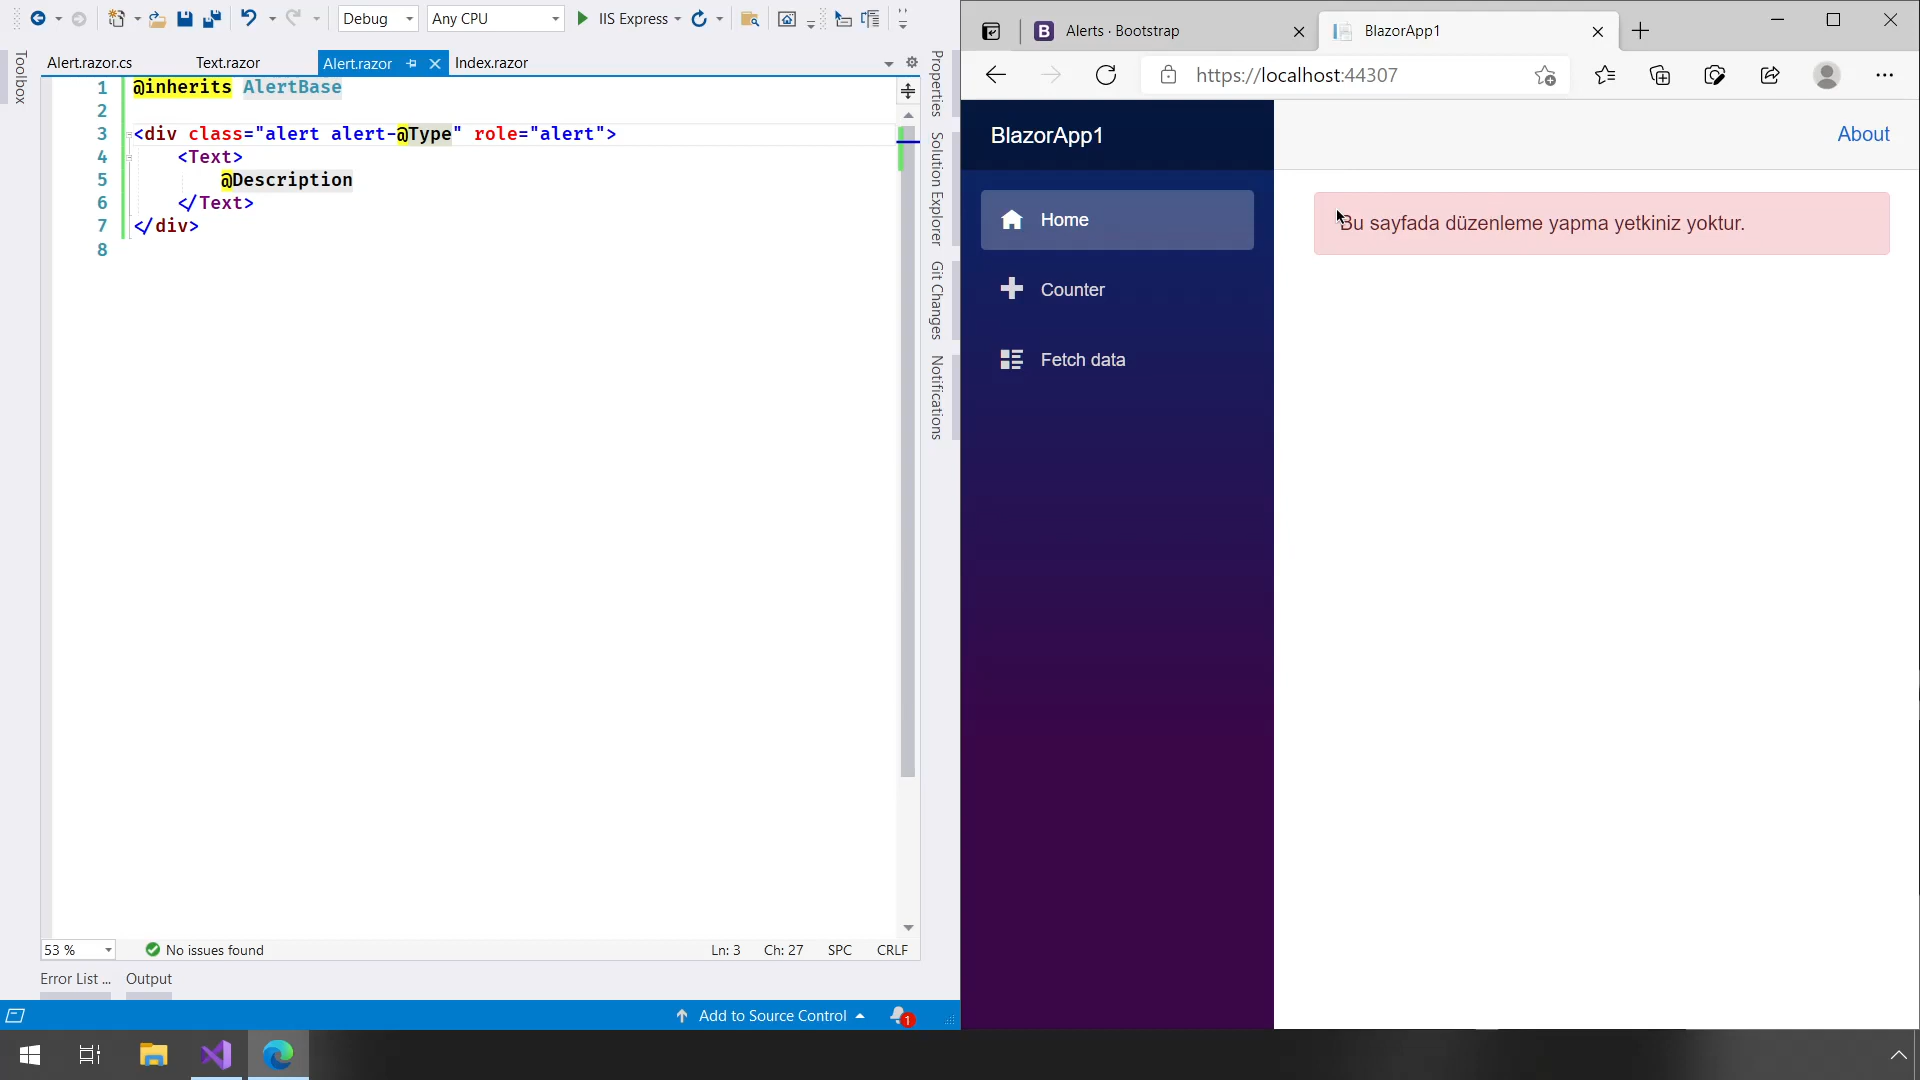 Debug
Any CPU
IIS Express
Toolbox
Alert.razor.cs
Text.razor
Alert.razor
Index.razor
1 @inherits AlertBase
2
3 <div class="alert alert-@Type" role="alert">
4 <Text>
5 @Description
6 </Text>
7 </div>
8
Properties
Solution Explorer
Git Changes
Notifications
53 %
No issues found
Ln: 3
Ch: 27
SPC
CRLF
Error List ...
Output
Add to Source Control
1
B
Alerts · Bootstrap
BlazorApp1
https://localhost:44307
BlazorApp1
About
Home
Counter
Fetch data
Bu sayfada düzenleme yapma yetkiniz yoktur.